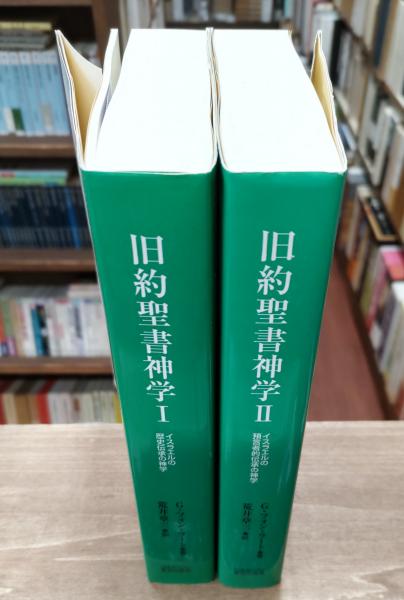 旧約聖書神学 I
イスラエルの
歴史伝承の神学
G・フォン・ラート 著
荒井章三 訳
旧約聖書神学 II
イスラエルの
預言者的伝承の神学
G・フォン・ラート 著
荒井章三 訳